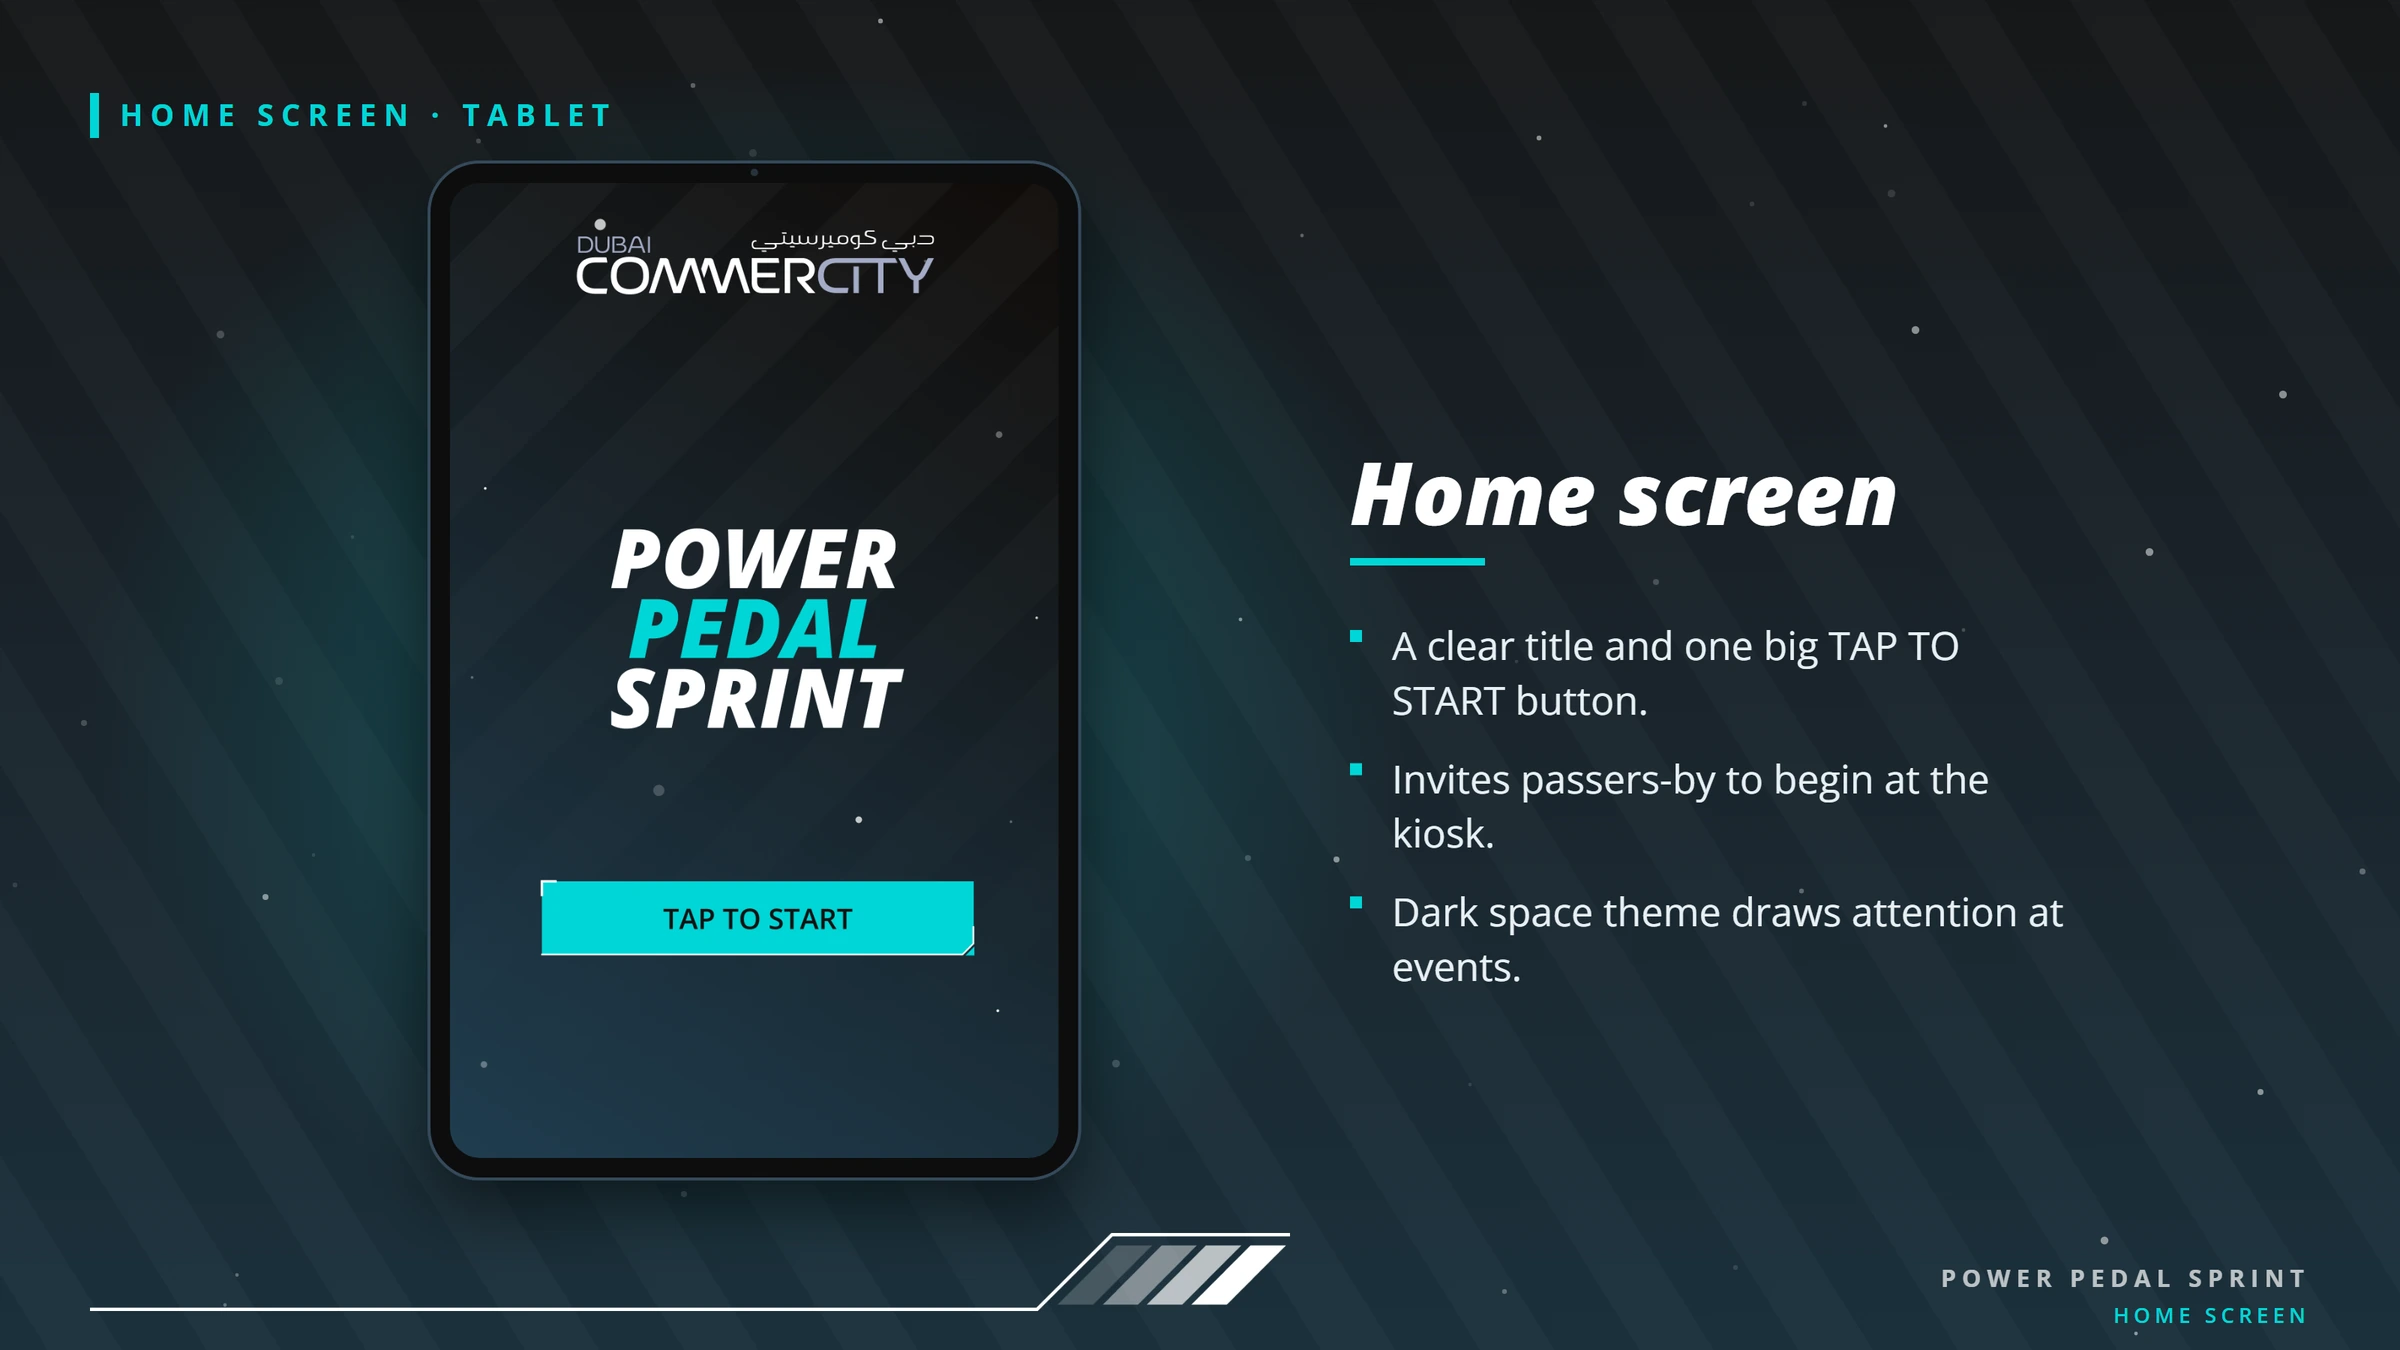 HOME SCREEN · TABLET
DUBAI
دبي كوميرسيتي
COMMERCITY
POWER
PEDAL
SPRINT
TAP TO START
Home screen
A clear title and one big TAP TO
START button.
Invites passers-by to begin at the
kiosk.
Dark space theme draws attention at
events.
POWER PEDAL SPRINT
HOME SCREEN